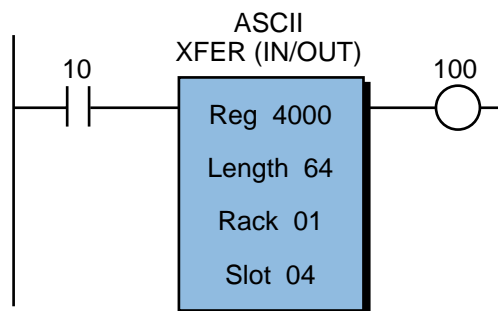 ASCII
XFER (IN/OUT)
10
100
Reg 4000
Length 64
Rack 01
Slot 04